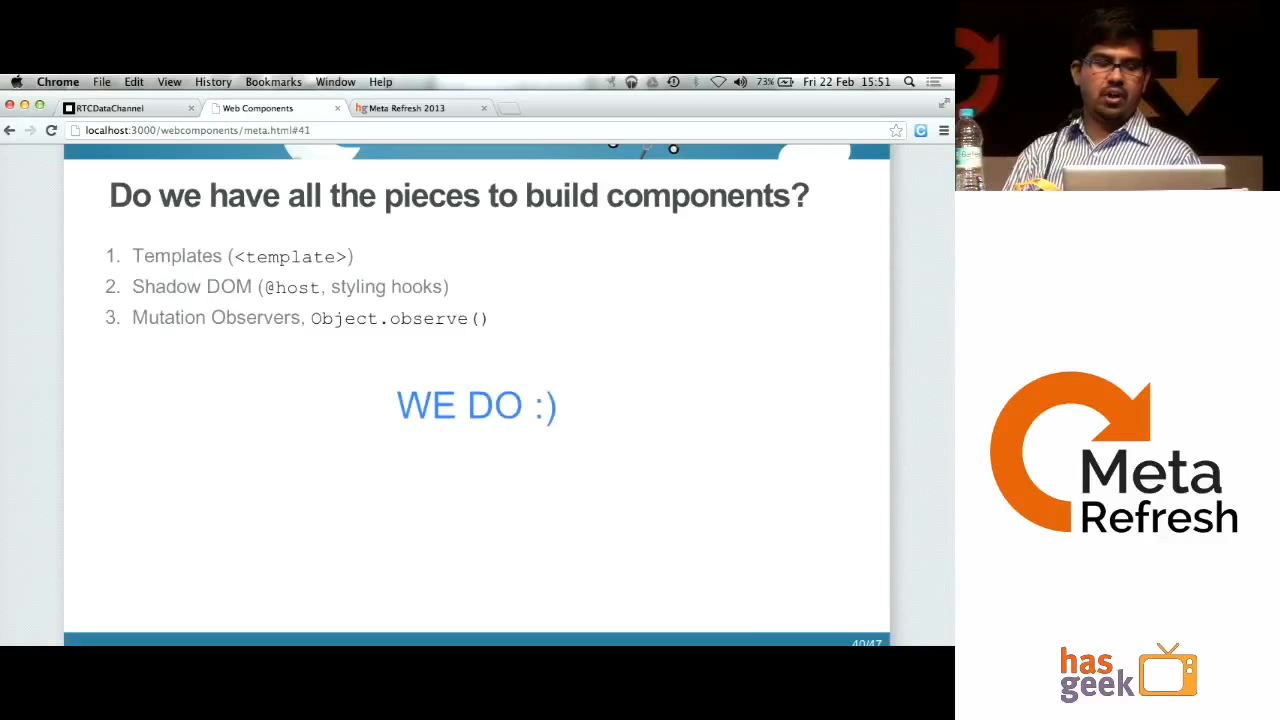 Chrome File Edit View History Bookmarks Window Help 73% Fri 22 Feb 15:51
RTCDataChannel Web Components hg Meta Refresh 2013
localhost:3000/webcomponents/meta.html#41
Do we have all the pieces to build components?
1. Templates (<template>)
2. Shadow DOM (@host, styling hooks)
3. Mutation Observers, Object.observe()
WE DO :)
40/47
Meta
Refresh
has
geek